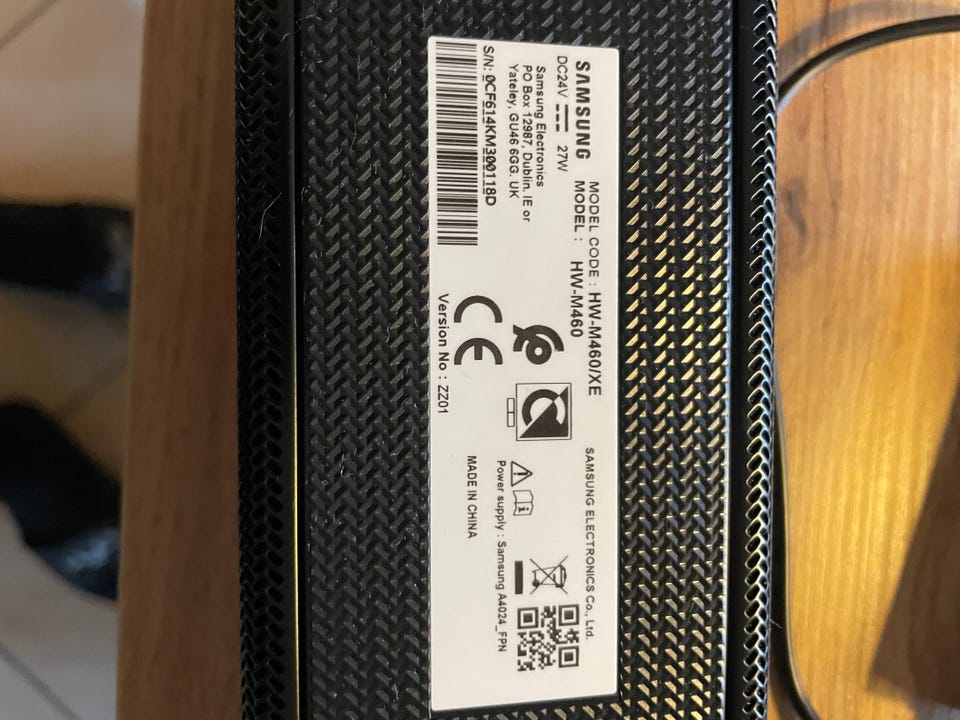 SAMSUNG
DC24V ⎓ 27W
MODEL CODE : HW-M460/XE
MODEL : HW-M460
SAMSUNG ELECTRONICS Co., Ltd.
Samsung Electronics
PO Box 12987, Dublin. IE or
Yateley, GU46 6GG. UK
S/N: 0CF614KM300118D
Version No : ZZ01
Power supply : Samsung A4024_FPN
MADE IN CHINA